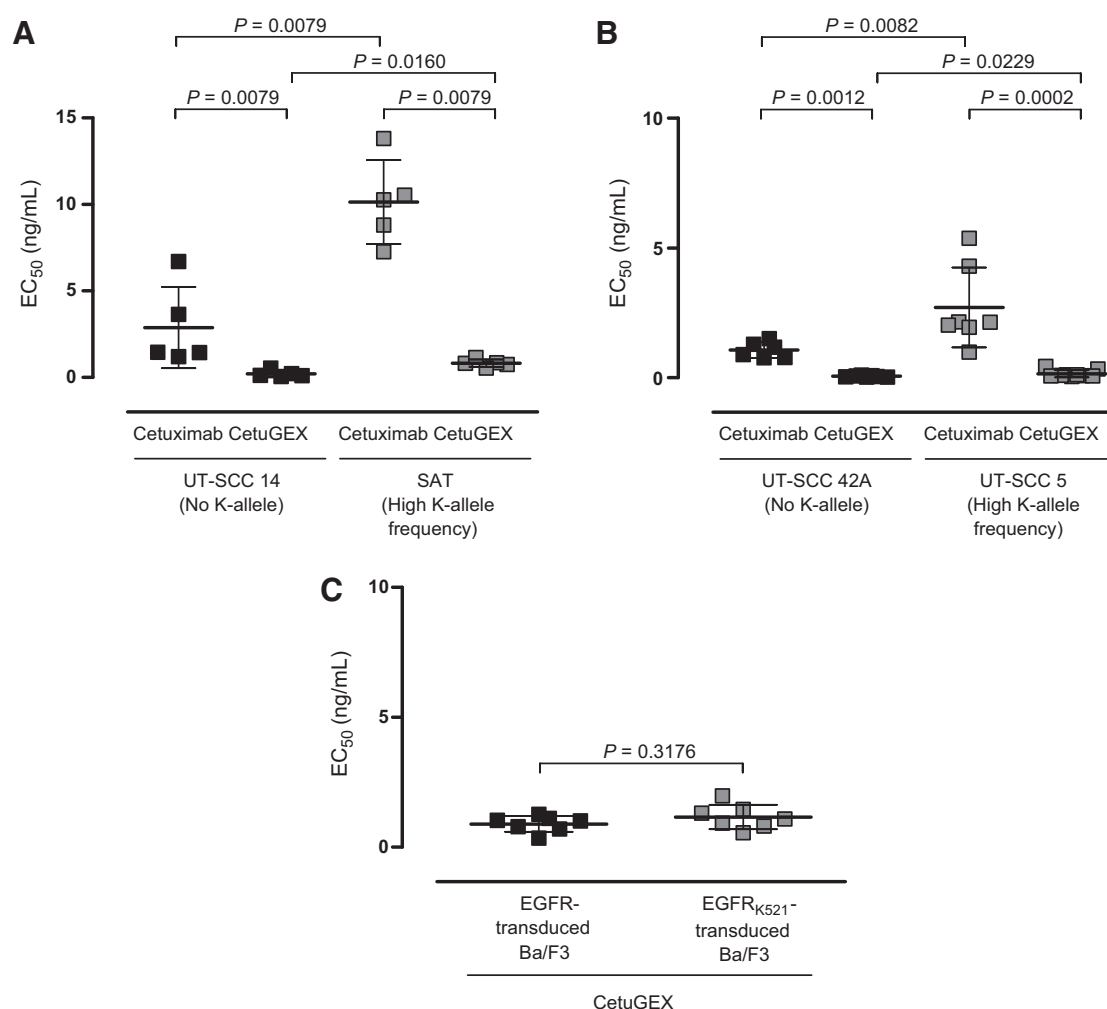 A
P = 0.0079
P = 0.0160
P = 0.0079
P = 0.0079
15
10
5
0
EC50 (ng/mL)
Cetuximab CetuGEX
Cetuximab CetuGEX
UT-SCC 14
(No K-allele)
SAT
(High K-allele
frequency)
B
P = 0.0082
P = 0.0229
P = 0.0012
P = 0.0002
10
5
0
EC50 (ng/mL)
Cetuximab CetuGEX
Cetuximab CetuGEX
UT-SCC 42A
(No K-allele)
UT-SCC 5
(High K-allele
frequency)
C
10
5
0
EC50 (ng/mL)
P = 0.3176
EGFR-
transduced
Ba/F3
EGFRK521-
transduced
Ba/F3
CetuGEX